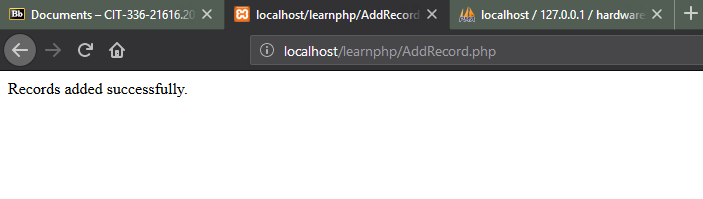 Bb Documents – CIT-336-21616.20
localhost/learnphp/AddRecord
localhost / 127.0.0.1 / hardware
localhost/learnphp/AddRecord.php
Records added successfully.